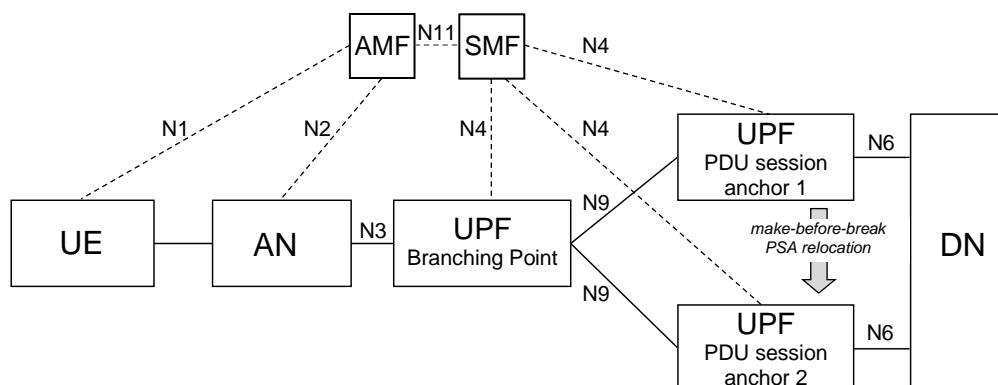 AMF
N11
SMF
N4
N1
N2
N4
N4
UE
AN
N3
UPF
Branching Point
N9
N9
UPF
PDU session
anchor 1
N6
make-before-break
PSA relocation
DN
UPF
PDU session
anchor 2
N6